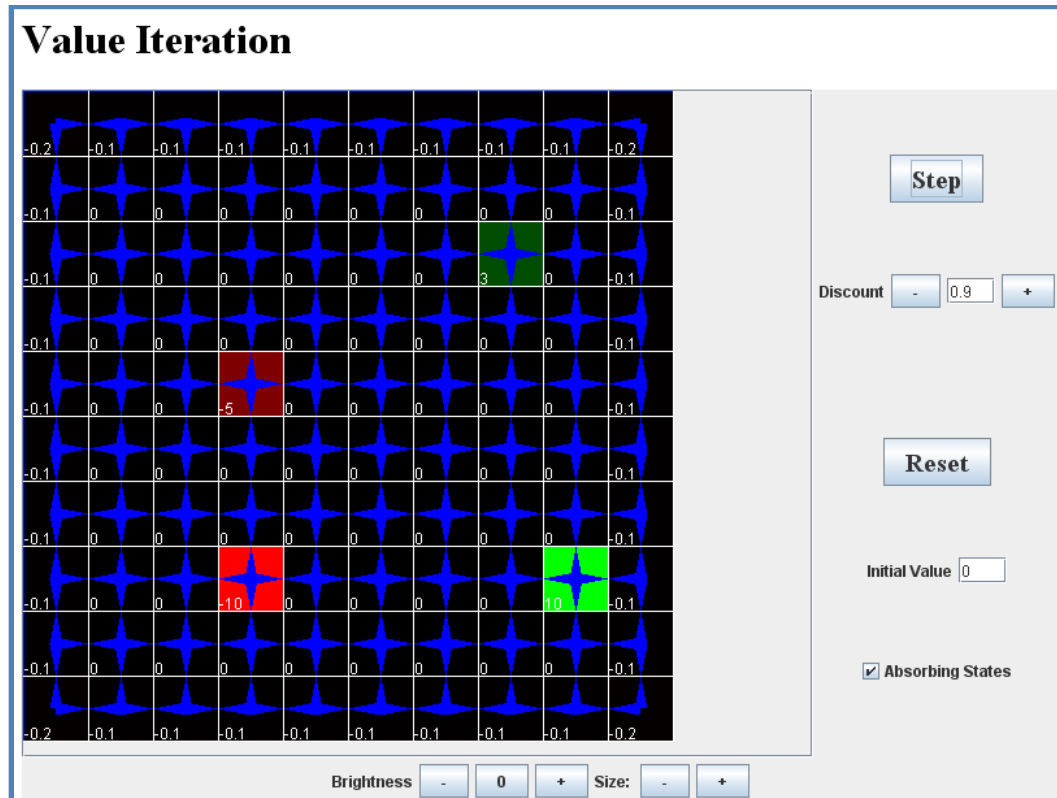 Value Iteration
-0.2 -0.1 -0.1 -0.1 -0.1 -0.1 -0.1 -0.1 -0.1 -0.2
-0.1 0 0 0 0 0 0 0 0 -0.1
-0.1 0 0 0 0 0 0 3 0 -0.1
-0.1 0 0 0 0 0 0 0 0 -0.1
-0.1 0 0 -5 0 0 0 0 0 -0.1
-0.1 0 0 0 0 0 0 0 0 -0.1
-0.1 0 0 0 0 0 0 0 0 -0.1
-0.1 0 0 -10 0 0 0 0 10 -0.1
-0.1 0 0 0 0 0 0 0 0 -0.1
-0.2 -0.1 -0.1 -0.1 -0.1 -0.1 -0.1 -0.1 -0.1 -0.2
Step
Discount - 0.9 +
Reset
Initial Value 0
Absorbing States
Brightness - 0 + Size: - +